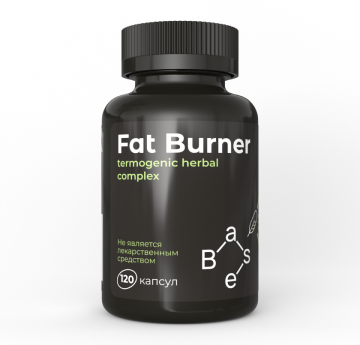 Fat Burner
termogenic herbal
complex
Не является
лекарственным
средством
120 капсул
a
B s
e